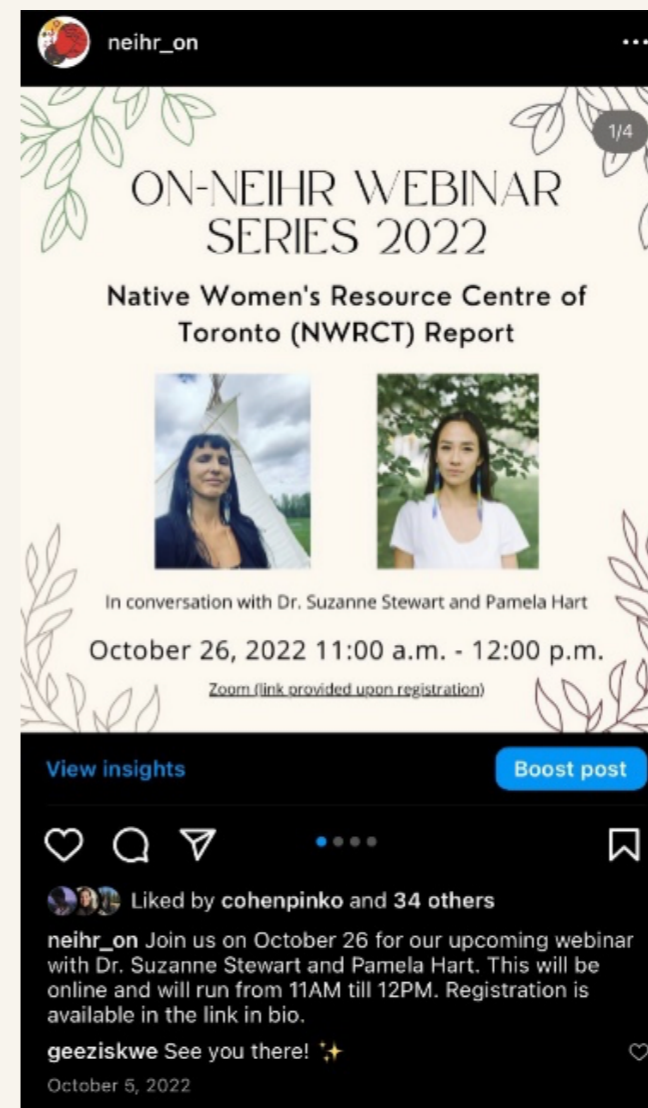 neihr_on
1/4
ON-NEIHR WEBINAR
SERIES 2022
Native Women's Resource Centre of
Toronto (NWRCT) Report
In conversation with Dr. Suzanne Stewart and Pamela Hart
October 26, 2022 11:00 a.m. - 12:00 p.m.
Zoom (link provided upon registration)
View insights
Boost post
Liked by cohenpinko and 34 others
neihr_on Join us on October 26 for our upcoming webinar
with Dr. Suzanne Stewart and Pamela Hart. This will be
online and will run from 11AM till 12PM. Registration is
available in the link in bio.
geeziskwe See you there! ✨
October 5, 2022